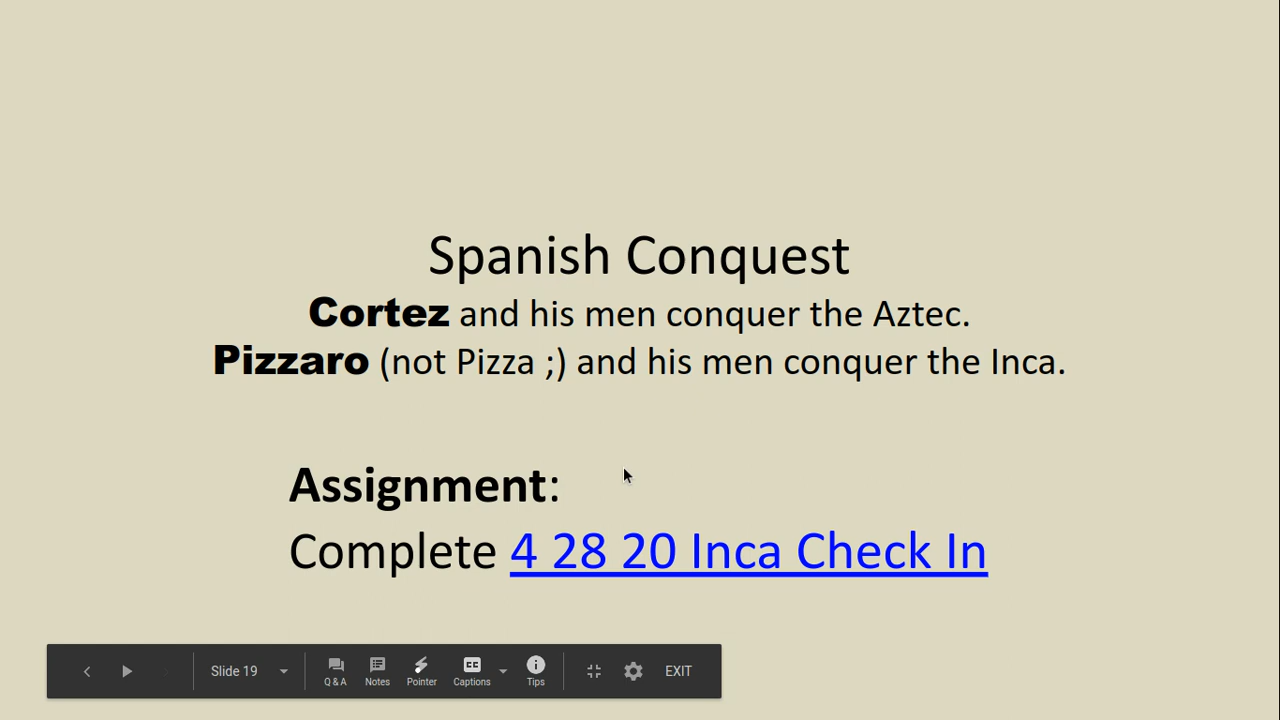 Spanish Conquest
Cortez and his men conquer the Aztec.
Pizzaro (not Pizza ;) and his men conquer the Inca.
Assignment:
Complete 4 28 20 Inca Check In
Slide 19
Q & A
Notes
Pointer
CC
Captions
Tips
EXIT